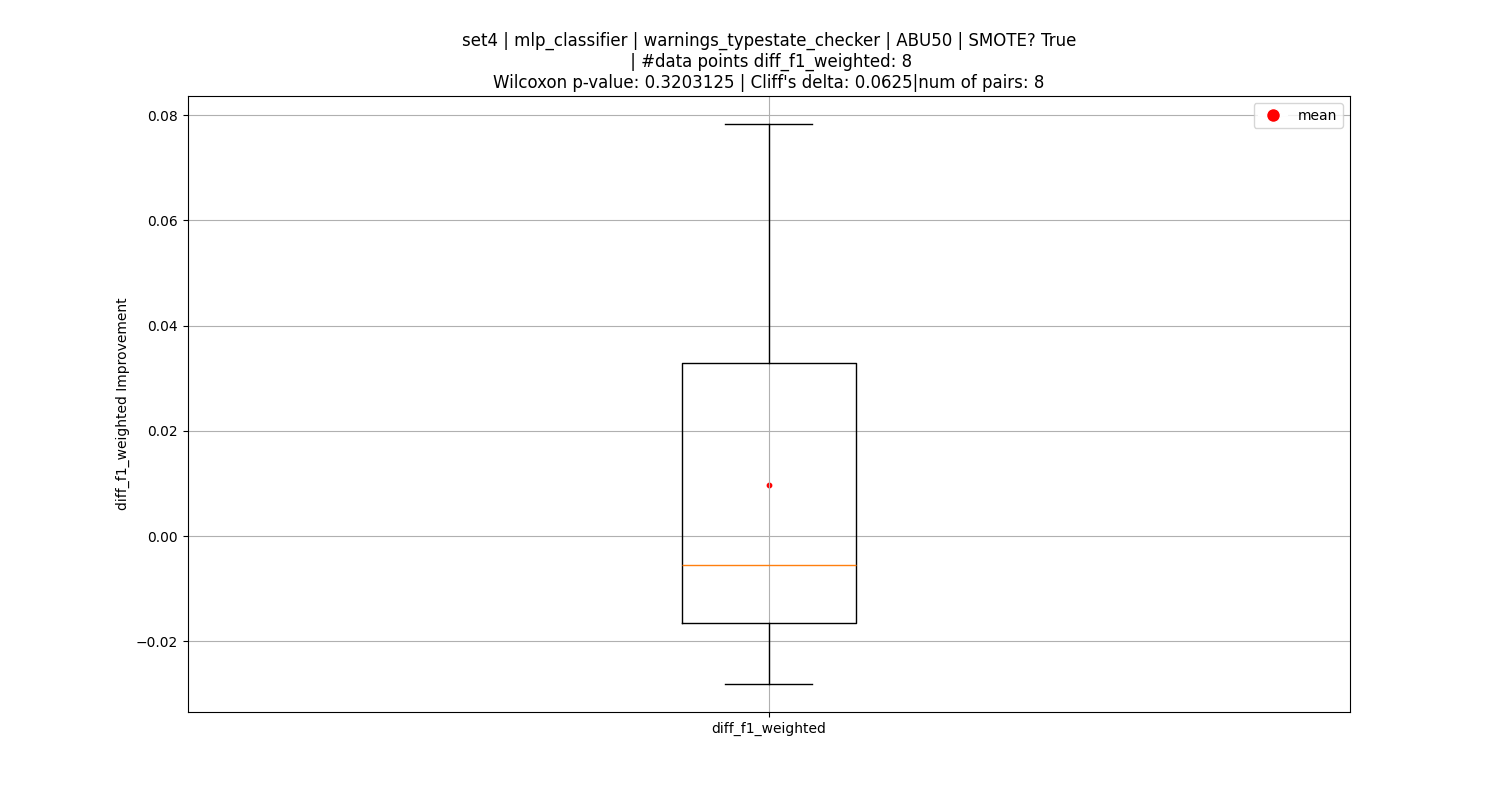 set4 | mlp_classifier | warnings_typestate_checker | ABU50 | SMOTE? True
| #data points diff_f1_weighted: 8
Wilcoxon p-value: 0.3203125 | Cliff's delta: 0.0625|num of pairs: 8
mean
0.08
0.06
0.04
0.02
0.00
−0.02
diff_f1_weighted Improvement
diff_f1_weighted